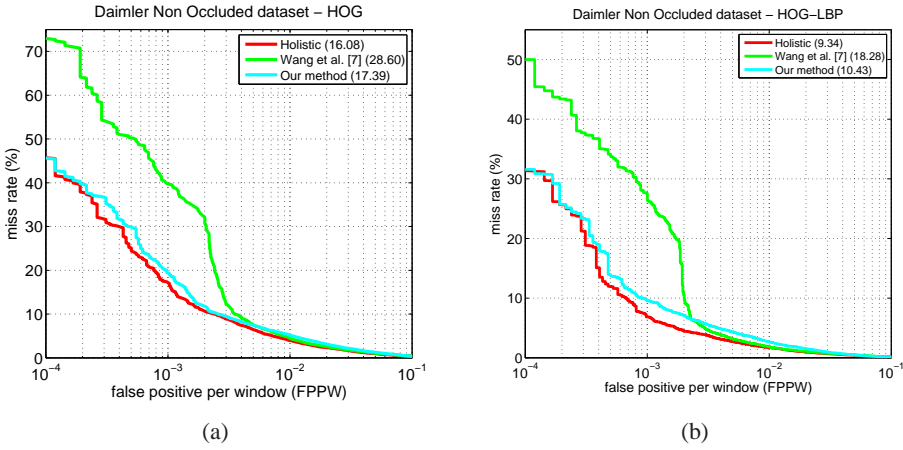 Daimler Non Occluded dataset – HOG
Holistic (16.08)
Wang et al. [7] (28.60)
Our method (17.39)
miss rate (%)
70
60
50
40
30
20
10
0
10⁻⁴ 10⁻³ 10⁻² 10⁻¹
false positive per window (FPPW)
(a)
Daimler Non Occluded dataset – HOG–LBP
Holistic (9.34)
Wang et al. [7] (18.28)
Our method (10.43)
miss rate (%)
50
40
30
20
10
0
10⁻⁴ 10⁻³ 10⁻² 10⁻¹
false positive per window (FPPW)
(b)